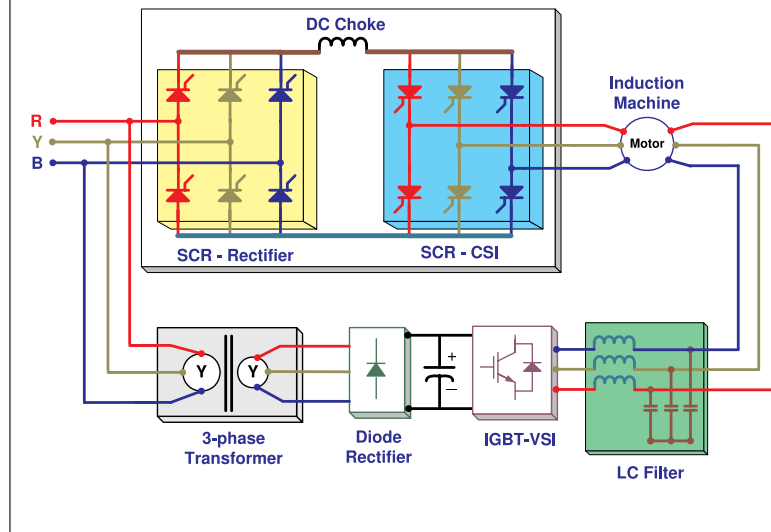 DC Choke
Induction
Machine
R
Y
B
Motor
SCR - Rectifier
SCR - CSI
Y
Y
+
−
3-phase
Transformer
Diode
Rectifier
IGBT-VSI
LC Filter